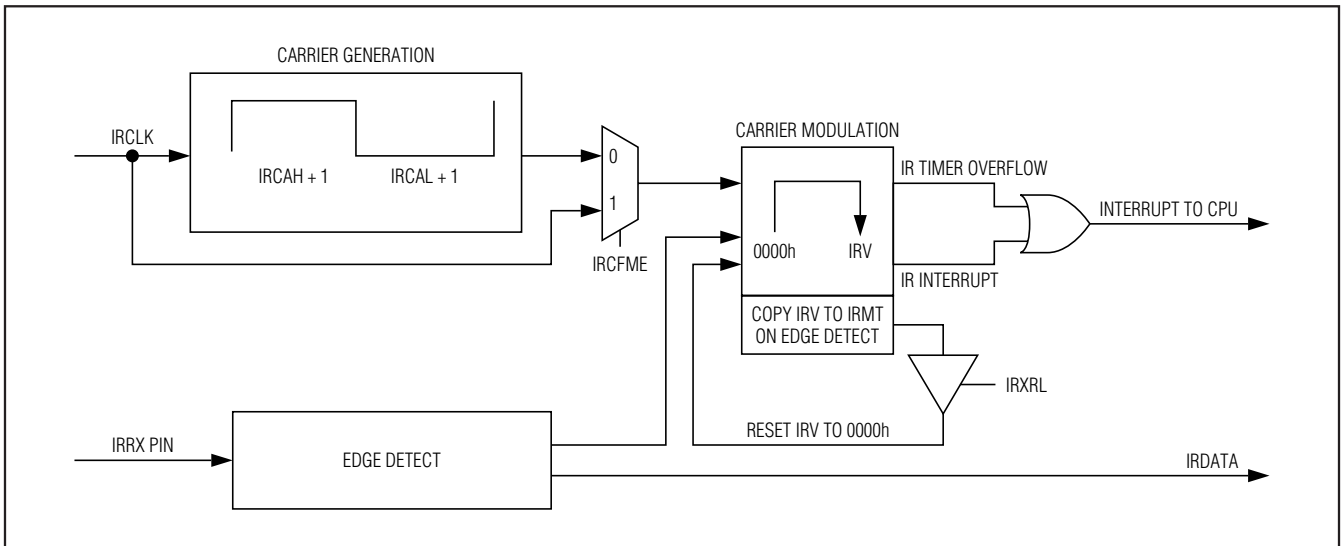 CARRIER GENERATION
IRCLK
IRCAH + 1
IRCAL + 1
0
1
IRCFME
CARRIER MODULATION
0000h
IRV
COPY IRV TO IRMT
ON EDGE DETECT
IR TIMER OVERFLOW
IR INTERRUPT
INTERRUPT TO CPU
IRXRL
RESET IRV TO 0000h
IRRX PIN
EDGE DETECT
IRDATA